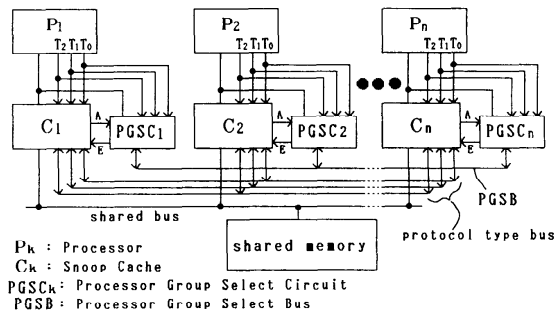 P1 P2 Pn
T2 T1 T0 T2 T1 T0 T2 T1 T0
C1 A E PGSC1 C2 A E PGSC2 Cn A E PGSCn
PGSB
shared bus
protocol type bus
shared memory
Pk : Processor
Ck : Snoop Cache
PGSCk : Processor Group Select Circuit
PGSB : Processor Group Select Bus